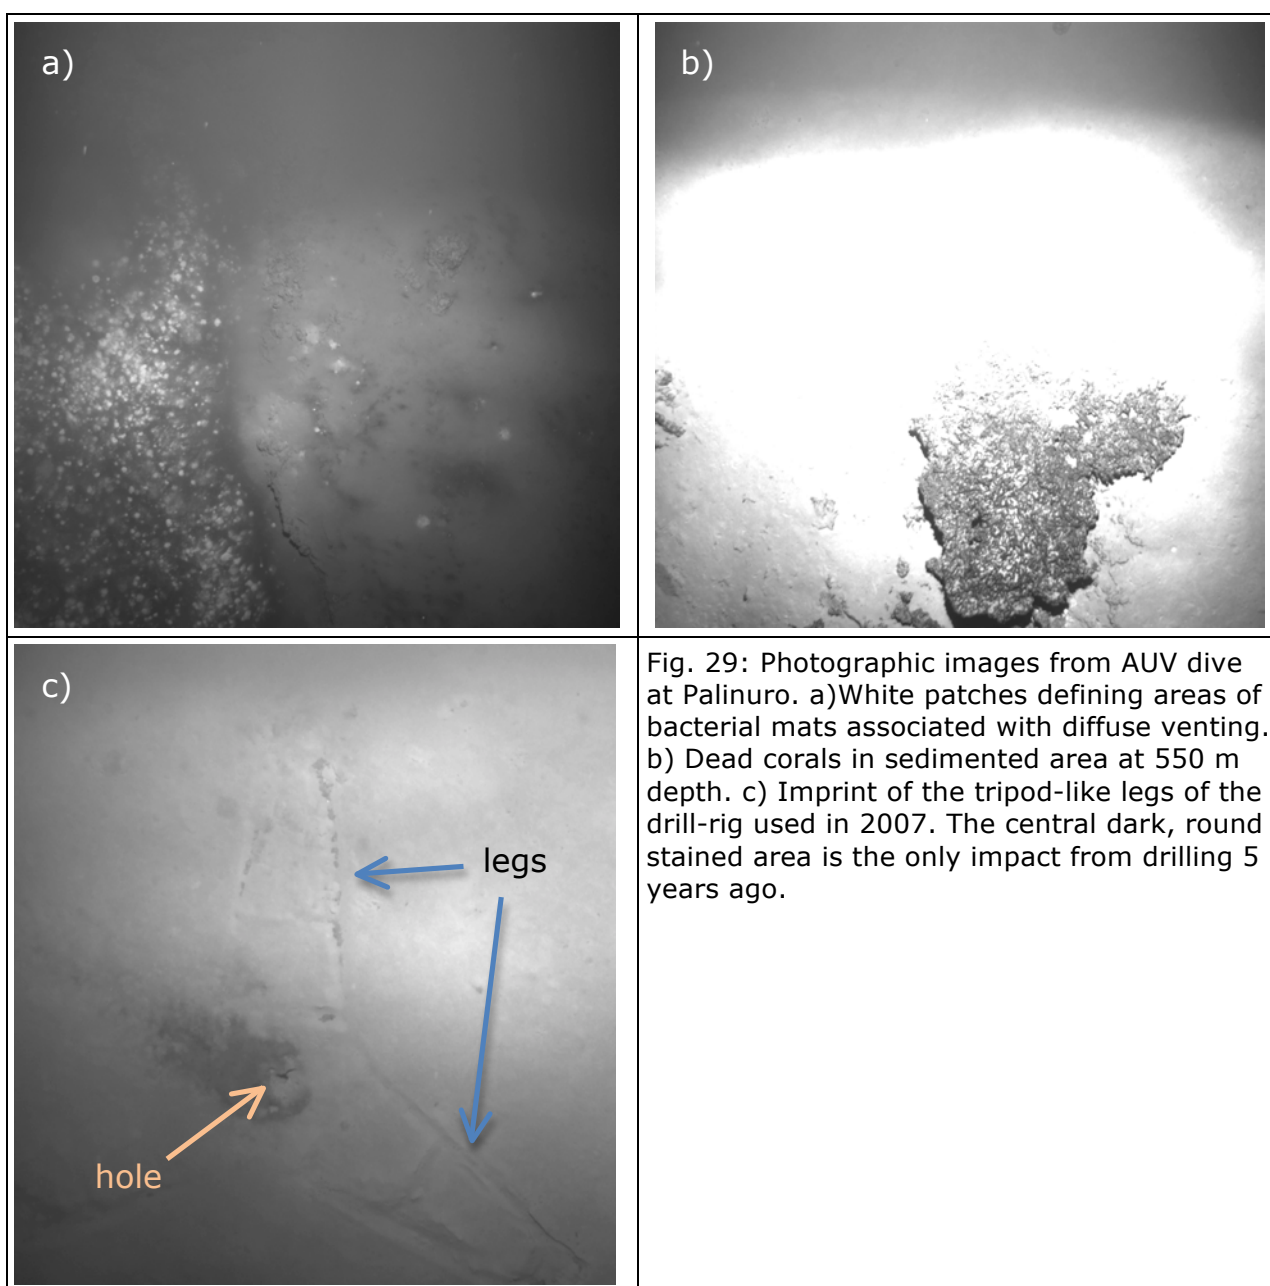 a)
b)
c)
legs
hole
Fig. 29: Photographic images from AUV dive
at Palinuro. a)White patches defining areas of
bacterial mats associated with diffuse venting.
b) Dead corals in sedimented area at 550 m
depth. c) Imprint of the tripod-like legs of the
drill-rig used in 2007. The central dark, round
stained area is the only impact from drilling 5
years ago.